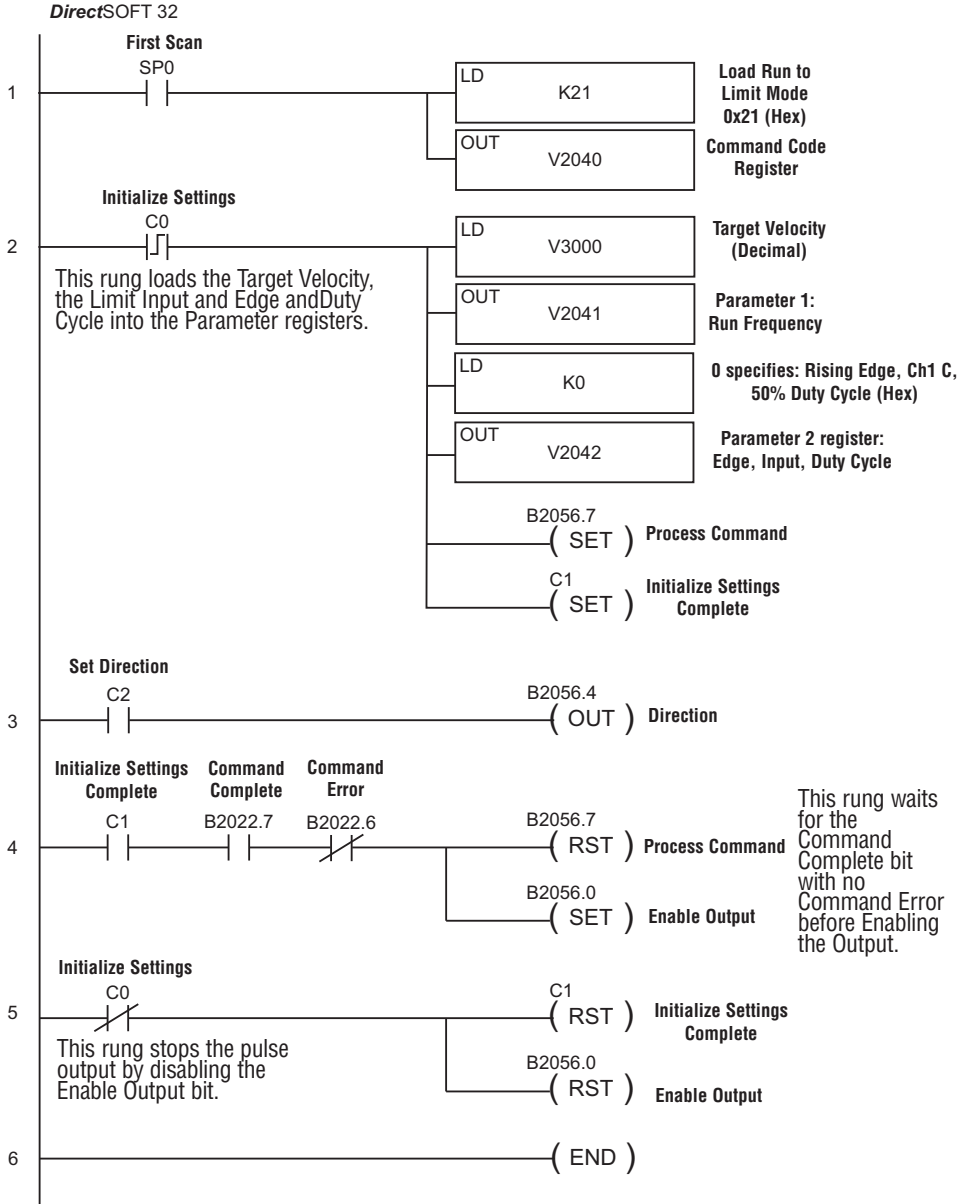 DirectSOFT 32
First Scan
SP0
1
LD
K21
Load Run to
Limit Mode
0x21 (Hex)
OUT
V2040
Command Code
Register
Initialize Settings
C0
2
LD
V3000
Target Velocity
(Decimal)
This rung loads the Target Velocity,
the Limit Input and Edge andDuty
Cycle into the Parameter registers.
OUT
V2041
Parameter 1:
Run Frequency
LD
K0
0 specifies: Rising Edge, Ch1 C,
50% Duty Cycle (Hex)
OUT
V2042
Parameter 2 register:
Edge, Input, Duty Cycle
B2056.7
( SET )
Process Command
C1
( SET )
Initialize Settings
Complete
Set Direction
C2
3
B2056.4
( OUT )
Direction
Initialize Settings
Complete
Command
Complete
Command
Error
C1
B2022.7
B2022.6
4
B2056.7
( RST )
Process Command
B2056.0
( SET )
Enable Output
This rung waits
for the
Command
Complete bit
with no
Command Error
before Enabling
the Output.
Initialize Settings
C0
5
C1
( RST )
Initialize Settings
Complete
This rung stops the pulse
output by disabling the
Enable Output bit.
B2056.0
( RST )
Enable Output
6
( END )